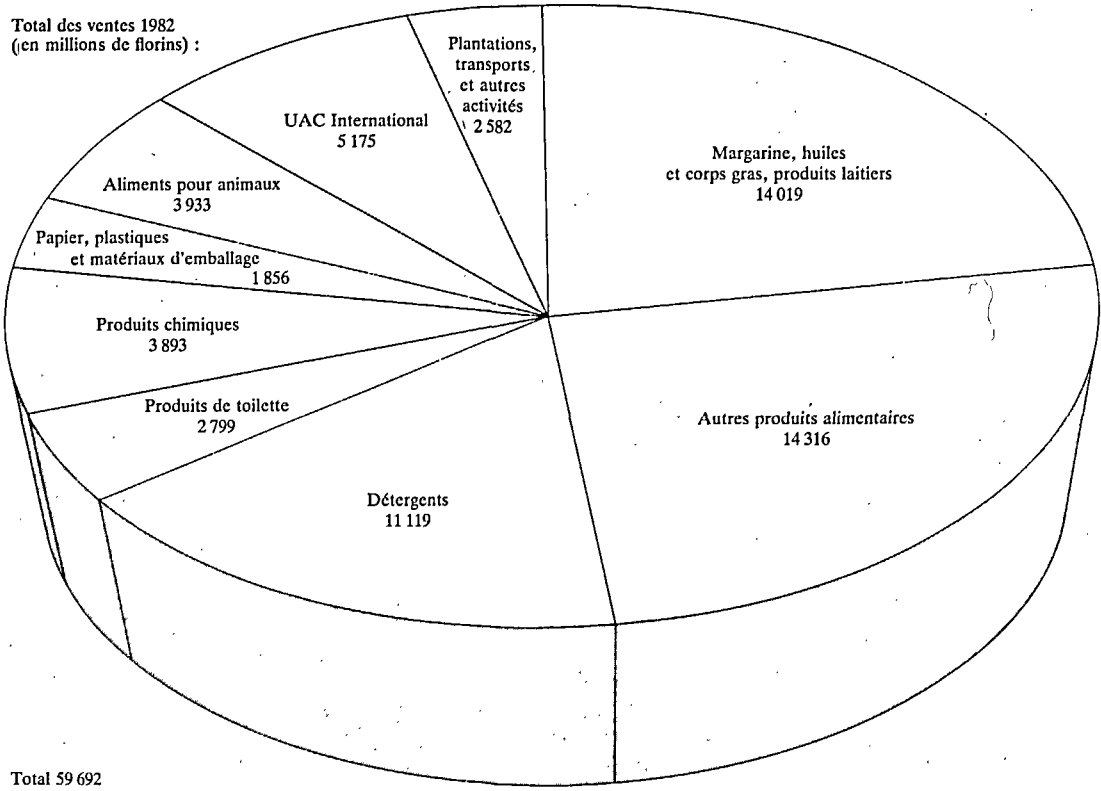 Total des ventes 1982
(en millions de florins) :
Plantations,
transports
et autres
activités
2 582
UAC International
5 175
Margarine, huiles
et corps gras, produits laitiers
14 019
Aliments pour animaux
3 933
Papier, plastiques
et matériaux d'emballage
1 856
Produits chimiques
3 893
Produits de toilette
2 799
Autres produits alimentaires
14 316
Détergents
11 119
Total 59 692